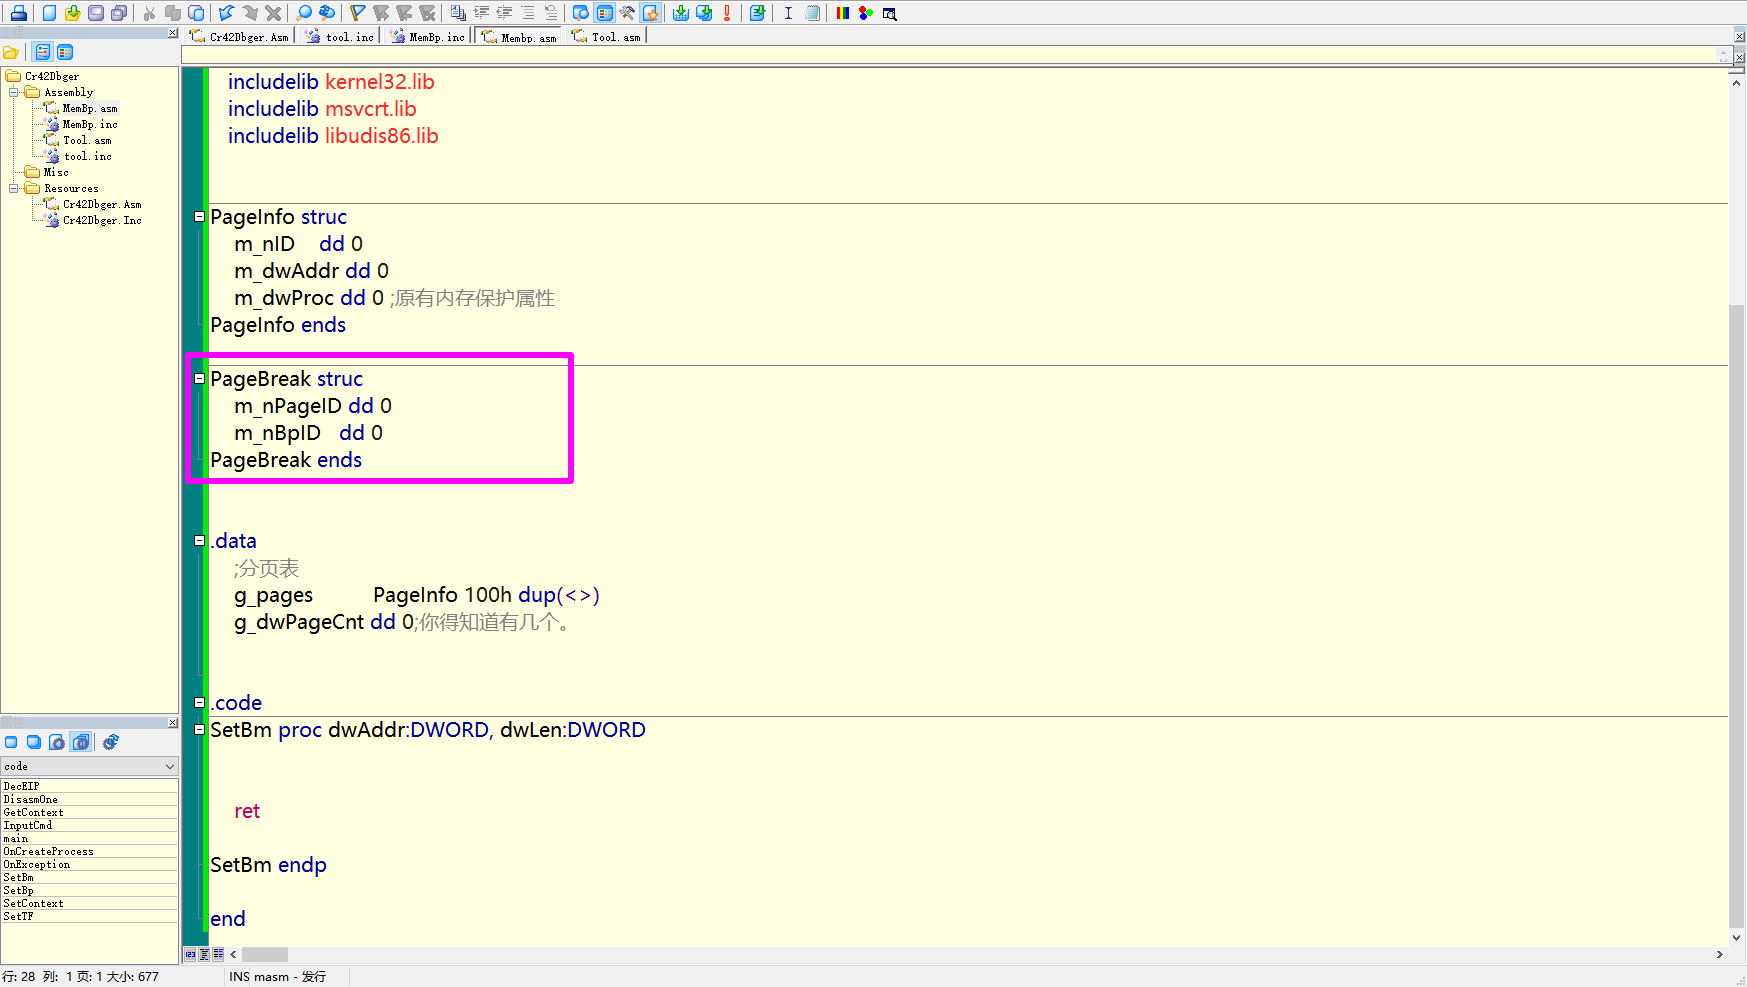 Cr42Dbger.Asm tool.inc MemBp.inc Membp.asm Tool.asm
Cr42Dbger
Assembly
MemBp.asm
MemBp.inc
Tool.asm
tool.inc
Misc
Resources
Cr42Dbger.Asm
Cr42Dbger.Inc
code
DecEIP
DisasmOne
GetContext
InputCmd
main
OnCreateProcess
OnException
SetBm
SetBp
SetContext
SetTF
includelib kernel32.lib
includelib msvcrt.lib
includelib libudis86.lib
PageInfo struc
m_nID dd 0
m_dwAddr dd 0
m_dwProc dd 0 ;原有内存保护属性
PageInfo ends
PageBreak struc
m_nPageID dd 0
m_nBpID dd 0
PageBreak ends
.data
;分页表
g_pages PageInfo 100h dup(<>)
g_dwPageCnt dd 0;你得知道有几个。
.code
SetBm proc dwAddr:DWORD, dwLen:DWORD
ret
SetBm endp
end
行: 28 列: 1 页: 1 大小: 677 INS masm - 发行